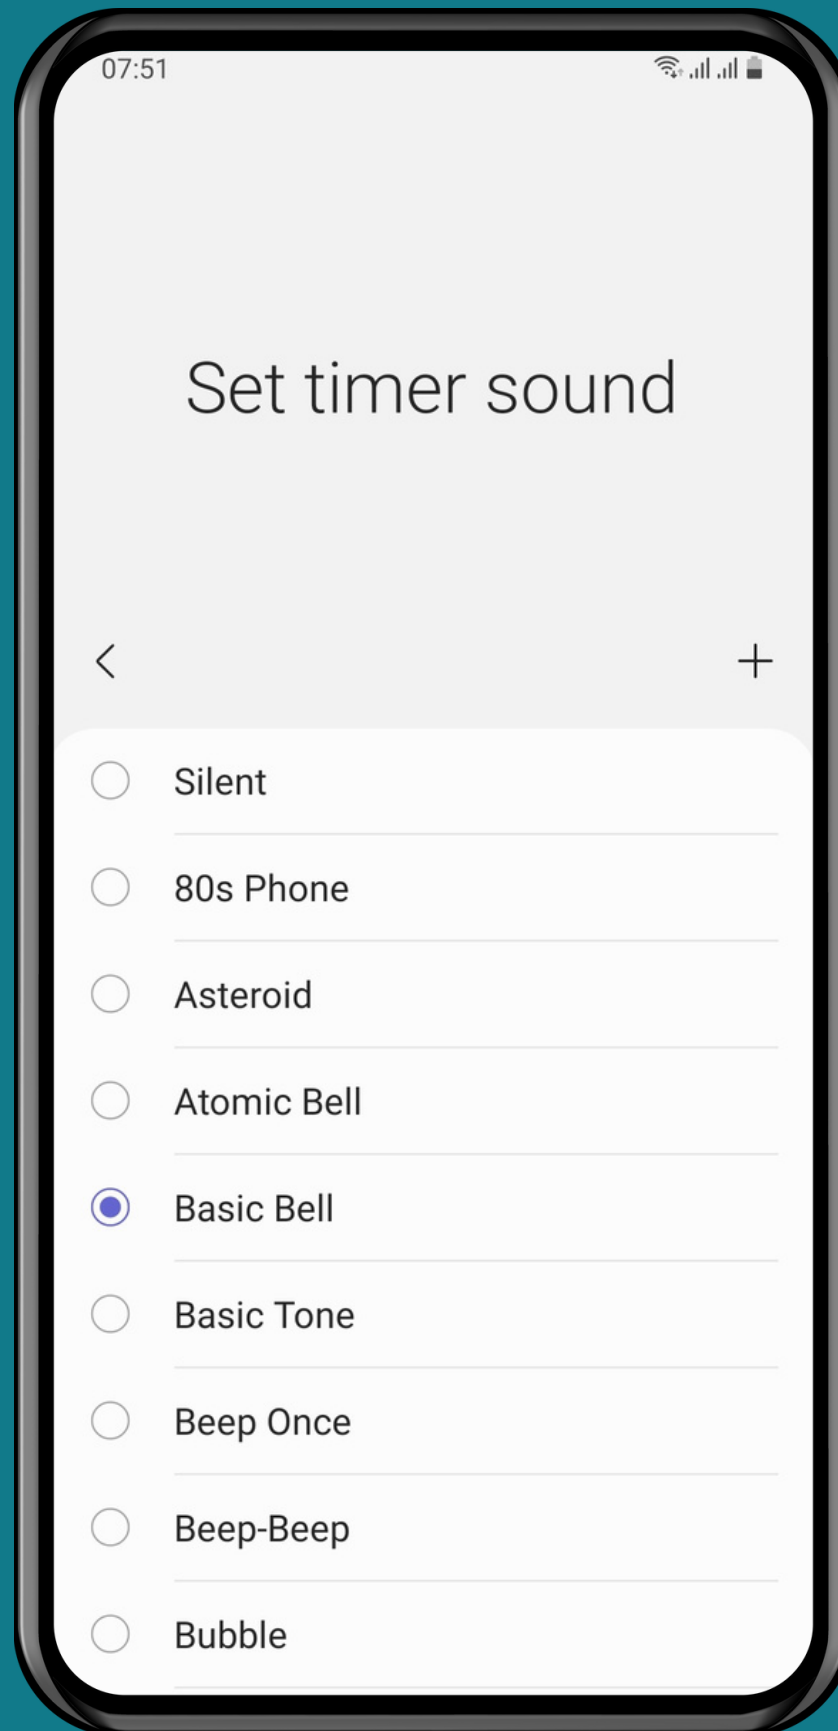 07:51
Set timer sound
Silent
80s Phone
Asteroid
Atomic Bell
Basic Bell
Basic Tone
Beep Once
Beep-Beep
Bubble